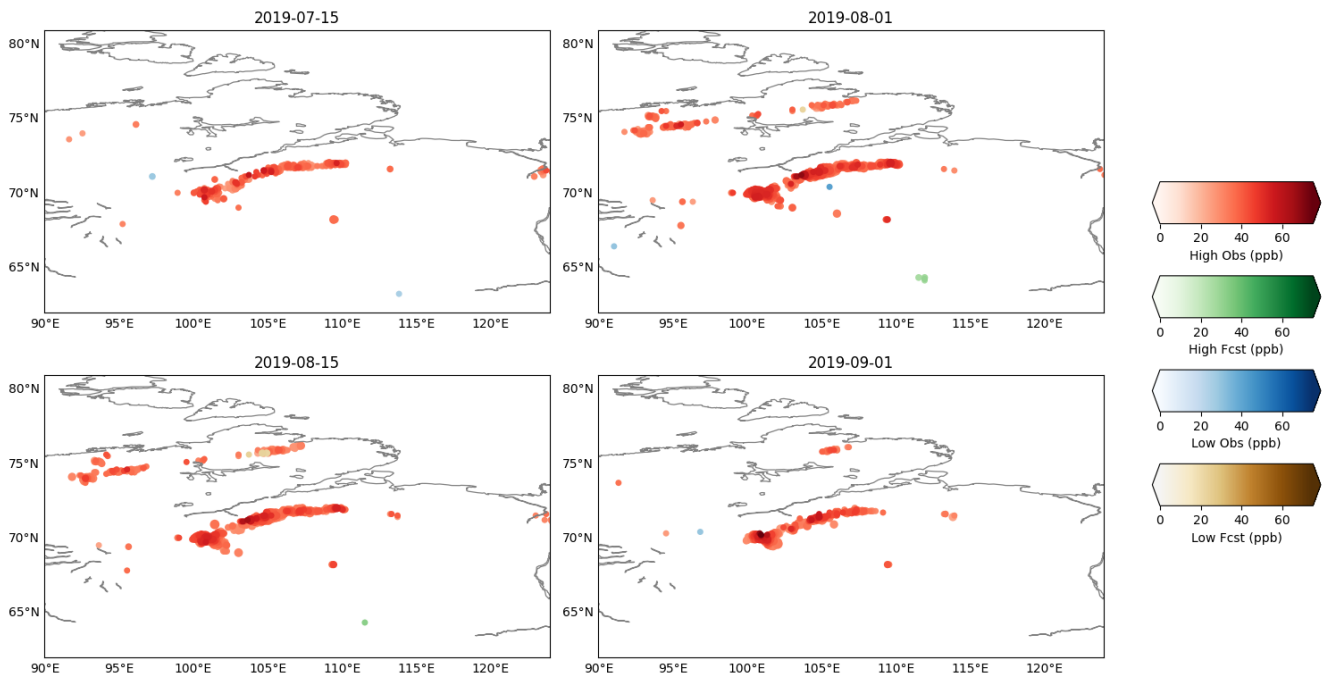 2019-07-15
2019-08-01
80°N
75°N
70°N
65°N
90°E 95°E 100°E 105°E 110°E 115°E 120°E
80°N
75°N
70°N
65°N
90°E 95°E 100°E 105°E 110°E 115°E 120°E
2019-08-15
2019-09-01
80°N
75°N
70°N
65°N
90°E 95°E 100°E 105°E 110°E 115°E 120°E
80°N
75°N
70°N
65°N
90°E 95°E 100°E 105°E 110°E 115°E 120°E
0 20 40 60
High Obs (ppb)
0 20 40 60
High Fcst (ppb)
0 20 40 60
Low Obs (ppb)
0 20 40 60
Low Fcst (ppb)